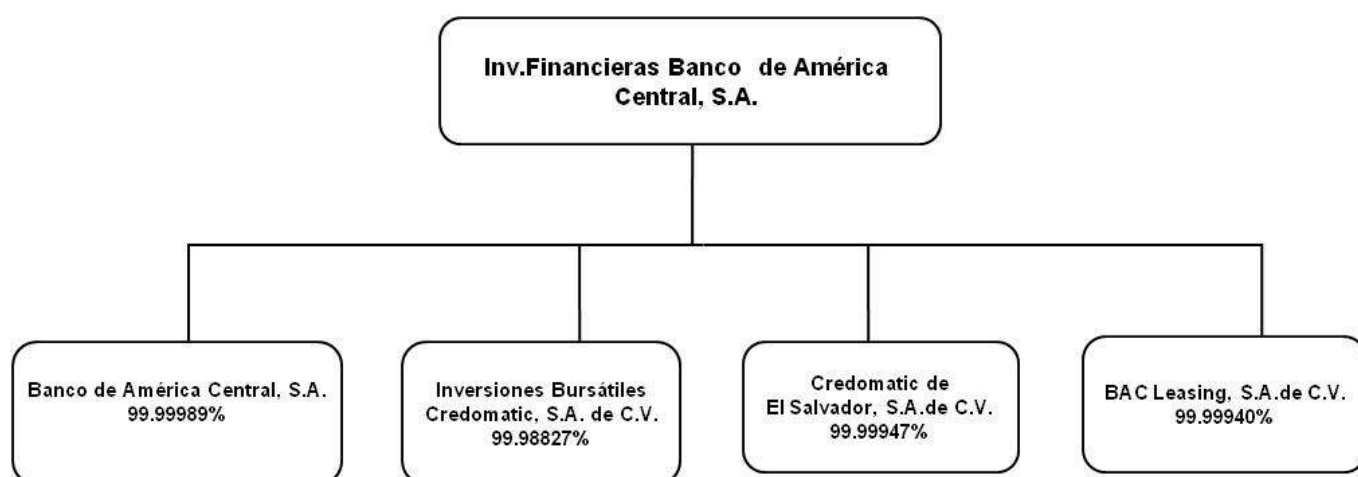 Inv.Financieras Banco de América
Central, S.A.
Banco de América Central, S.A.
99.99989%
Inversiones Bursátiles
Credomatic, S.A. de C.V.
99.98827%
Credomatic de
El Salvador, S.A.de C.V.
99.99947%
BAC Leasing, S.A.de C.V.
99.99940%